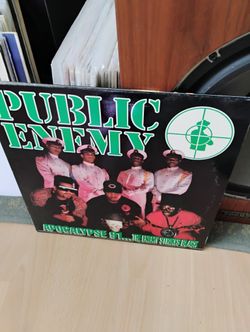 PUBLIC
ENEMY
APOCALYPSE 91... THE ENEMY STRIKES BLACK